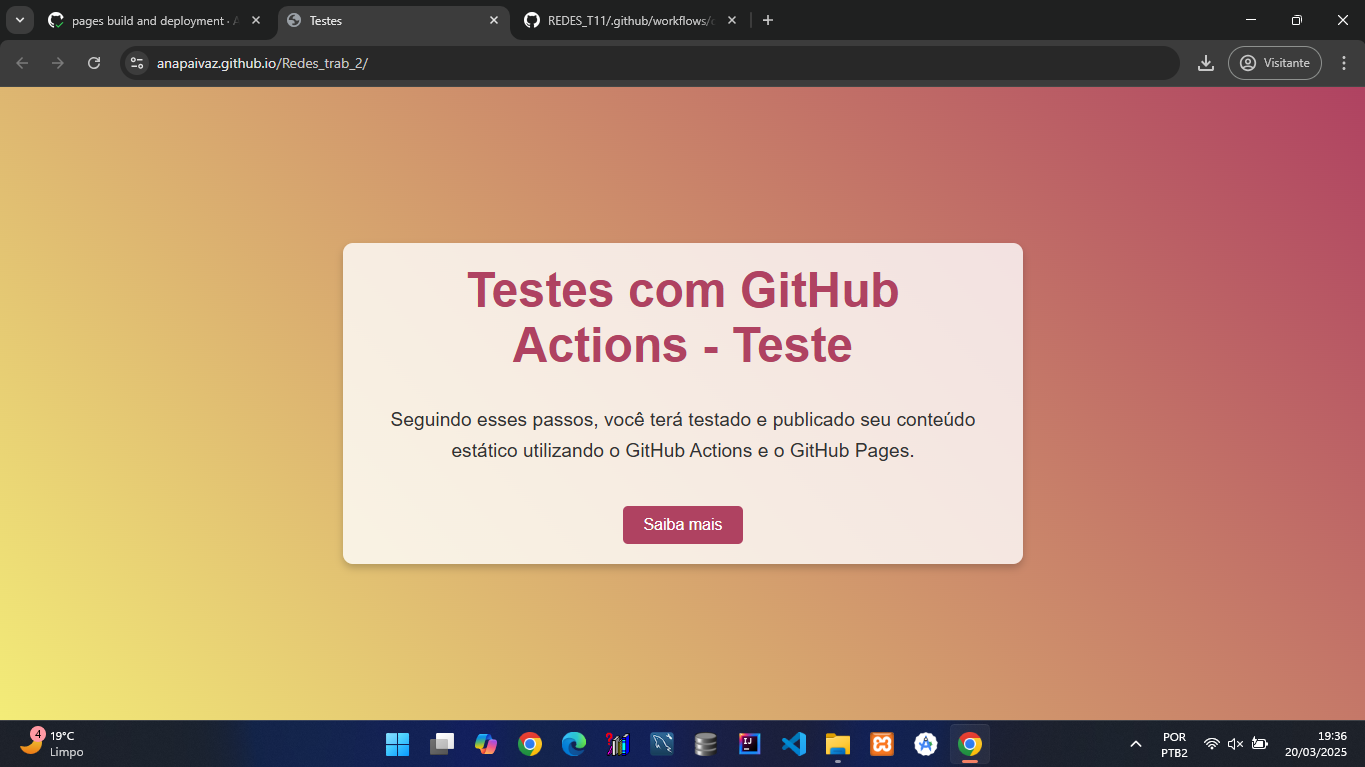 pages build and deployment · A
Testes
REDES_T11/.github/workflows/c
anapaivaz.github.io/Redes_trab_2/
Visitante
Testes com GitHub
Actions - Teste
Seguindo esses passos, você terá testado e publicado seu conteúdo
estático utilizando o GitHub Actions e o GitHub Pages.
Saiba mais
4
19°C
Limpo
IJ
POR
PTB2
19:36
20/03/2025